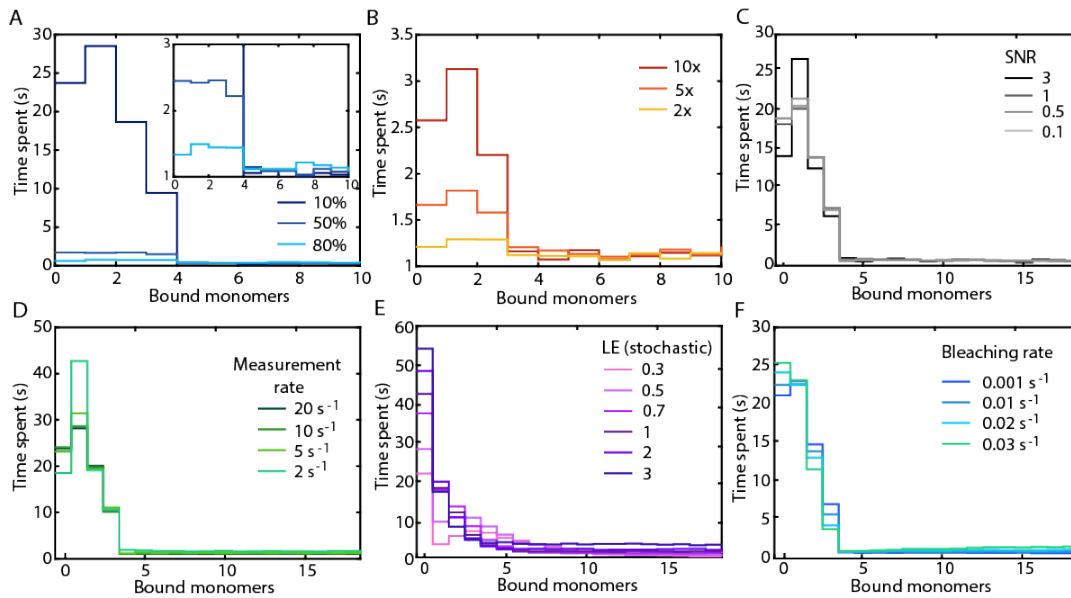 A
Time spent (s)
30
25
20
15
10
5
0
0
2
4
6
8
10
Bound monomers
3
2
1
0
2
4
6
8
10
10%
50%
80%
B
Time spent (s)
3.5
3
2.5
2
1.5
1
0
2
4
6
8
10
Bound monomers
10x
5x
2x
C
Time spent (s)
25
20
15
10
5
0
0
5
10
15
Bound monomers
SNR
3
1
0.5
0.1
D
Time spent (s)
50
40
30
20
10
0
0
5
10
15
Bound monomers
Measurement
rate
20 s⁻¹
10 s⁻¹
5 s⁻¹
2 s⁻¹
E
Time spent (s)
60
50
40
30
20
10
0
5
10
15
Bound monomers
LE (stochastic)
0.3
0.5
0.7
1
2
3
F
Time spent (s)
30
25
20
15
10
5
0
0
5
10
15
Bound monomers
Bleaching rate
0.001 s⁻¹
0.01 s⁻¹
0.02 s⁻¹
0.03 s⁻¹